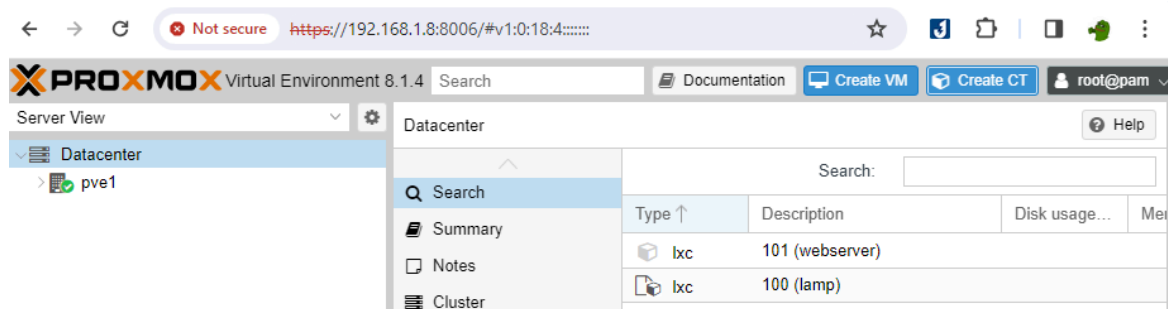 Not secure https://192.168.1.8:8006/#v1:0:18:4:::::::
PROXMOX Virtual Environment 8.1.4 Search Documentation Create VM Create CT root@pam
Server View
Datacenter
pve1
Datacenter Help
Search
Summary
Notes
Cluster
Search:
Type Description Disk usage...
lxc 101 (webserver)
lxc 100 (lamp)